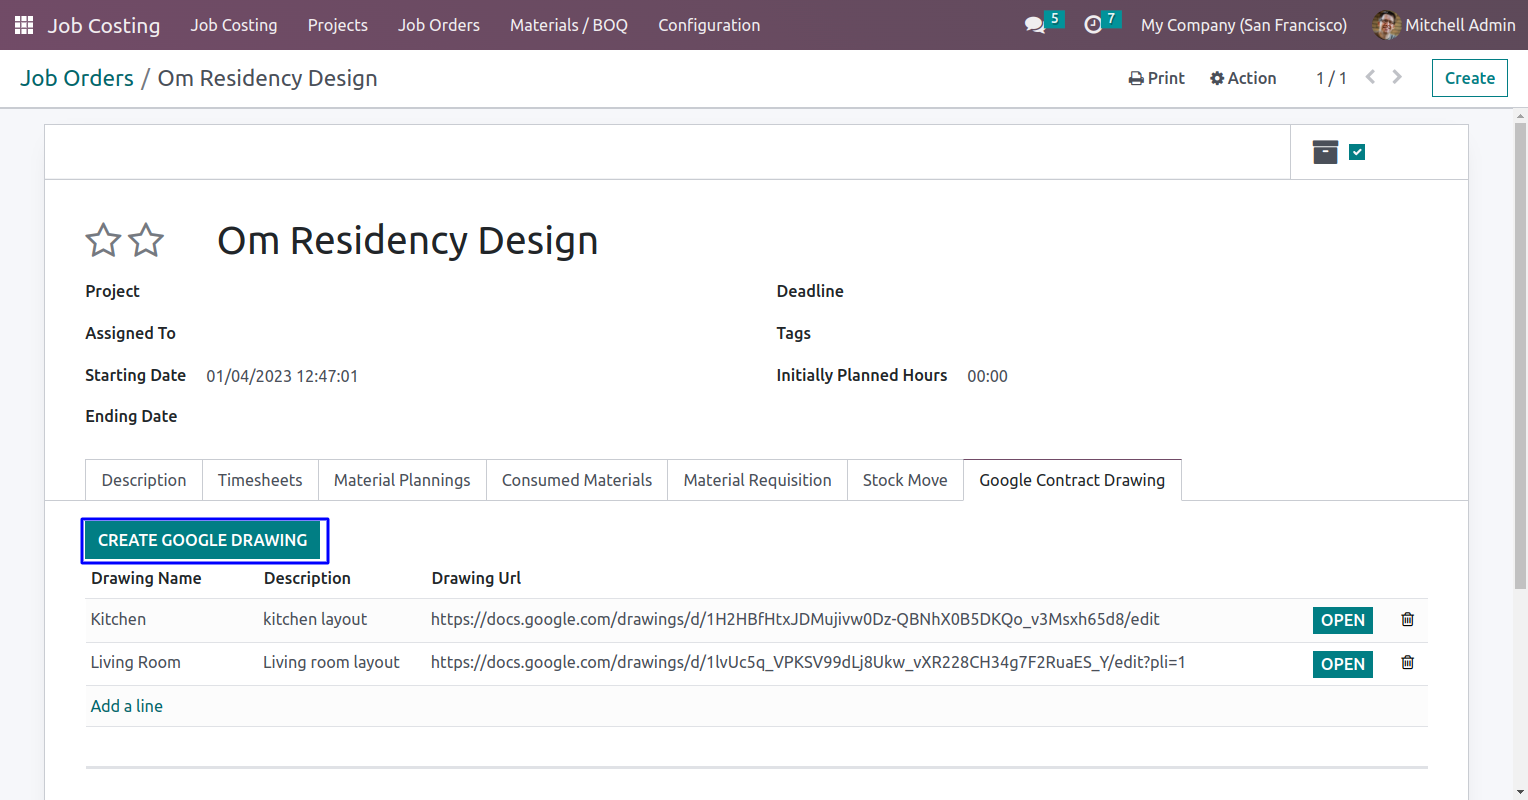 Job Costing Job Costing Projects Job Orders Materials / BOQ Configuration 5 7 My Company (San Francisco) Mitchell Admin
Job Orders / Om Residency Design Print Action 1 / 1 Create
Om Residency Design
Project Deadline
Assigned To Tags
Starting Date 01/04/2023 12:47:01 Initially Planned Hours 00:00
Ending Date
Description Timesheets Material Plannings Consumed Materials Material Requisition Stock Move Google Contract Drawing
CREATE GOOGLE DRAWING
Drawing Name Description Drawing Url
Kitchen kitchen layout https://docs.google.com/drawings/d/1H2HBfHtxJDMujivw0Dz-QBNhX0B5DKQo_v3Msxh65d8/edit OPEN
Living Room Living room layout https://docs.google.com/drawings/d/1lvUc5q_VPKSV99dLj8Ukw_vXR228CH34g7F2RuaES_Y/edit?pli=1 OPEN
Add a line